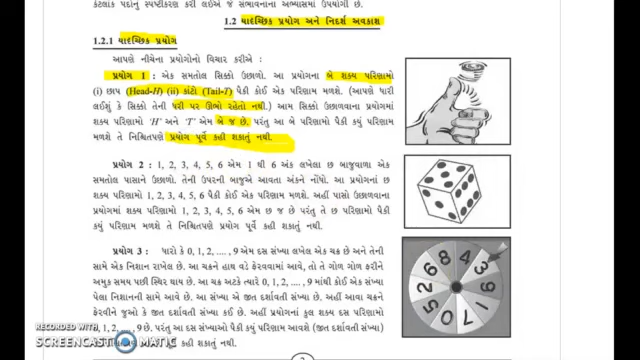 કેટલાંક પદોનું સ્પષ્ટીકરણ કરી લઈએ જે સંભાવનાના અભ્યાસમાં ઉપયોગી છે.
1.2 યાદચ્છિક પ્રયોગ અને નિદર્શ અવકાશ
1.2.1 યાદચ્છિક પ્રયોગ
આપણે નીચેના પ્રયોગોનો વિચાર કરીએ :
પ્રયોગ 1 : એક સમતોલ સિક્કો ઉછાળો. આ પ્રયોગના બે શક્ય પરિણામો
(i) છાપ (Head-H) (ii) કાંટો (Tail-T) પૈકી કોઈ એક પરિણામ મળશે. (આપણે ધારી
લઈશું કે સિક્કો તેની ધારી પર ઊભો રહેતો નથી.) આમ સિક્કો ઉછાળવાના પ્રયોગમાં
શક્ય પરિણામો 'H' અને 'T' એમ બે જ છે. પરંતુ આ બે પરિણામો પૈકી કયું પરિણામ
મળશે તે નિશ્ચિતપણે પ્રયોગ પૂર્વે કહી શકાતું નથી.
પ્રયોગ 2 : 1, 2, 3, 4, 5, 6 એમ 1 થી 6 અંક લખેલા છ બાજુવાળા એક
સમતોલ પાસાને ઉછાળો. તેની ઉપરની બાજુએ આવતા અંકને નોંધો. આ પ્રયોગનાં છ
શક્ય પરિણામો 1, 2, 3, 4, 5, 6 પૈકી કોઈ એક પરિણામ મળશે. અહીં પાસો ઉછાળવાના
પ્રયોગમાં શક્ય પરિણામો 1, 2, 3, 4, 5, 6 એમ છ જ છે પરંતુ તે છ પરિણામો પૈકી
કયું પરિણામ મળશે તે નિશ્ચિતપણે પ્રયોગ પૂર્વે કહી શકાતું નથી.
પ્રયોગ 3 : ધારો કે 0, 1, 2, ...., 9 એમ દસ સંખ્યા લખેલ એક ચક્ર છે અને તેની
સામે એક નિશાન રાખેલ છે. આ ચક્રને હાથ વડે ફેરવવામાં આવે, તો તે ગોળ ગોળ ફરીને
અમુક સમય પછી સ્થિર થાય છે. આ ચક્ર અટકે ત્યારે 0, 1, 2, ...., 9 માંથી કોઈ એક સંખ્યા
પેલા નિશાનની સામે આવે છે. આ સંખ્યા એ જીત દર્શાવતી સંખ્યા છે. અહીં આવા ચક્રને
ફેરવીને જુઓ કે જીત દર્શાવતી સંખ્યા કઈ છે. અહીં પ્રયોગનાં કુલ શક્ય દસ પરિણામો
0, 1, 2, ...., 9 છે. પરંતુ આ દસ સંખ્યાઓ પૈકી કયું પરિણામ આવશે (જીત દર્શાવતી સંખ્યા)
કહી શકાતું નથી.
RECORDED WITH
SCREENCAST MATIC